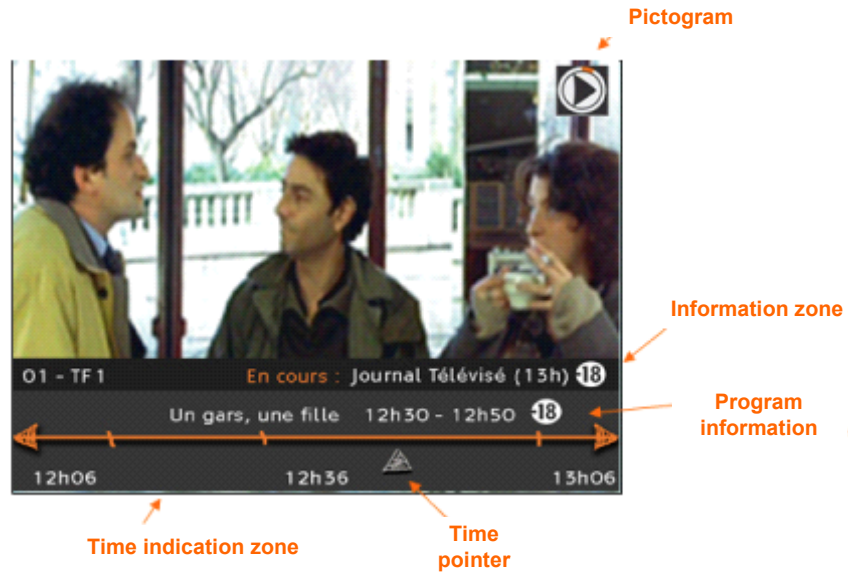 Pictogram
Information zone
01 - TF1 En cours : Journal Télévisé (13h) -18
Un gars, une fille 12h30 - 12h50 -18
Program
information
12h06 12h36 13h06
Time indication zone
Time
pointer